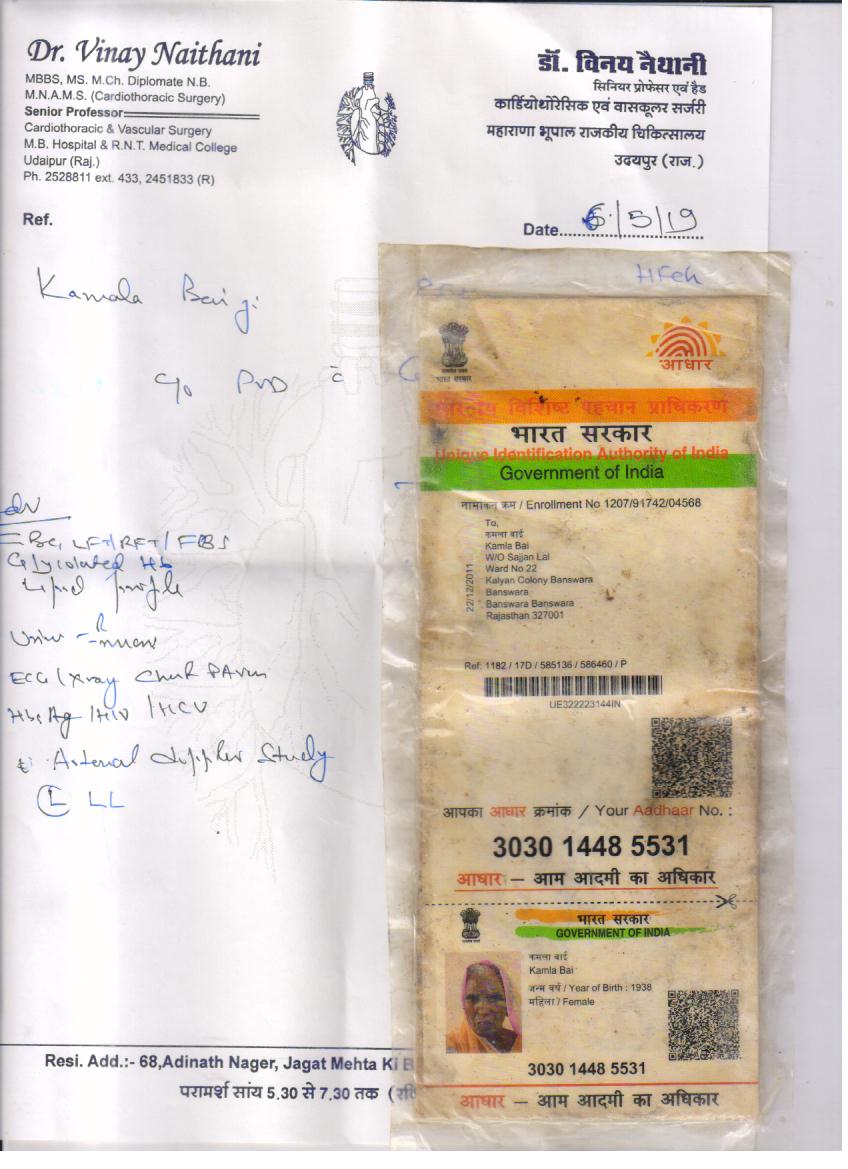 Dr. Vinay Naithani
MBBS, MS. M.Ch. Diplomate N.B.
M.N.A.M.S. (Cardiothoracic Surgery)
Senior Professor
Cardiothoracic & Vascular Surgery
M.B. Hospital & R.N.T. Medical College
Udaipur (Raj.)
Ph. 2528811 ext. 433, 2451833 (R)
डॉ. विनय नैथानी
सिनियर प्रोफेसर एवं हैड
कार्डियोथोरेसिक एवं वासकूलर सर्जरी
महाराणा भूपाल राजकीय चिकित्सालय
उदयपुर (राज.)
Ref.
Date 6/5/19
Kamala Bai ji
c/o PVD c̄
CBC, LFT/RFT/FBS
Glycolated Hb
Lipid profile
Urine
ECG / Xray Chest PA view
HbsAg / HIV / HCV
Arterial doppler Study
L LL
आधार
भारत सरकार
भारतीय विशिष्ट पहचान प्राधिकरण
भारत सरकार
Unique Identification Authority of India
Government of India
नामांकन क्रम / Enrollment No 1207/91742/04568
To,
कमला बाई
Kamla Bai
W/O Sajjan Lal
Ward No 22
Kalyan Colony Banswara
Banswara
Banswara Banswara
Rajasthan 327001
22/12/2011
Ref: 1182 / 17D / 585136 / 586460 / P
UE322223144IN
आपका आधार क्रमांक / Your Aadhaar No. :
3030 1448 5531
आधार – आम आदमी का अधिकार
भारत सरकार
GOVERNMENT OF INDIA
कमला बाई
Kamla Bai
जन्म वर्ष / Year of Birth : 1938
महिला / Female
3030 1448 5531
आधार – आम आदमी का अधिकार
Resi. Add.:- 68,Adinath Nager, Jagat Mehta Ki B
परामर्श सांय 5.30 से 7.30 तक